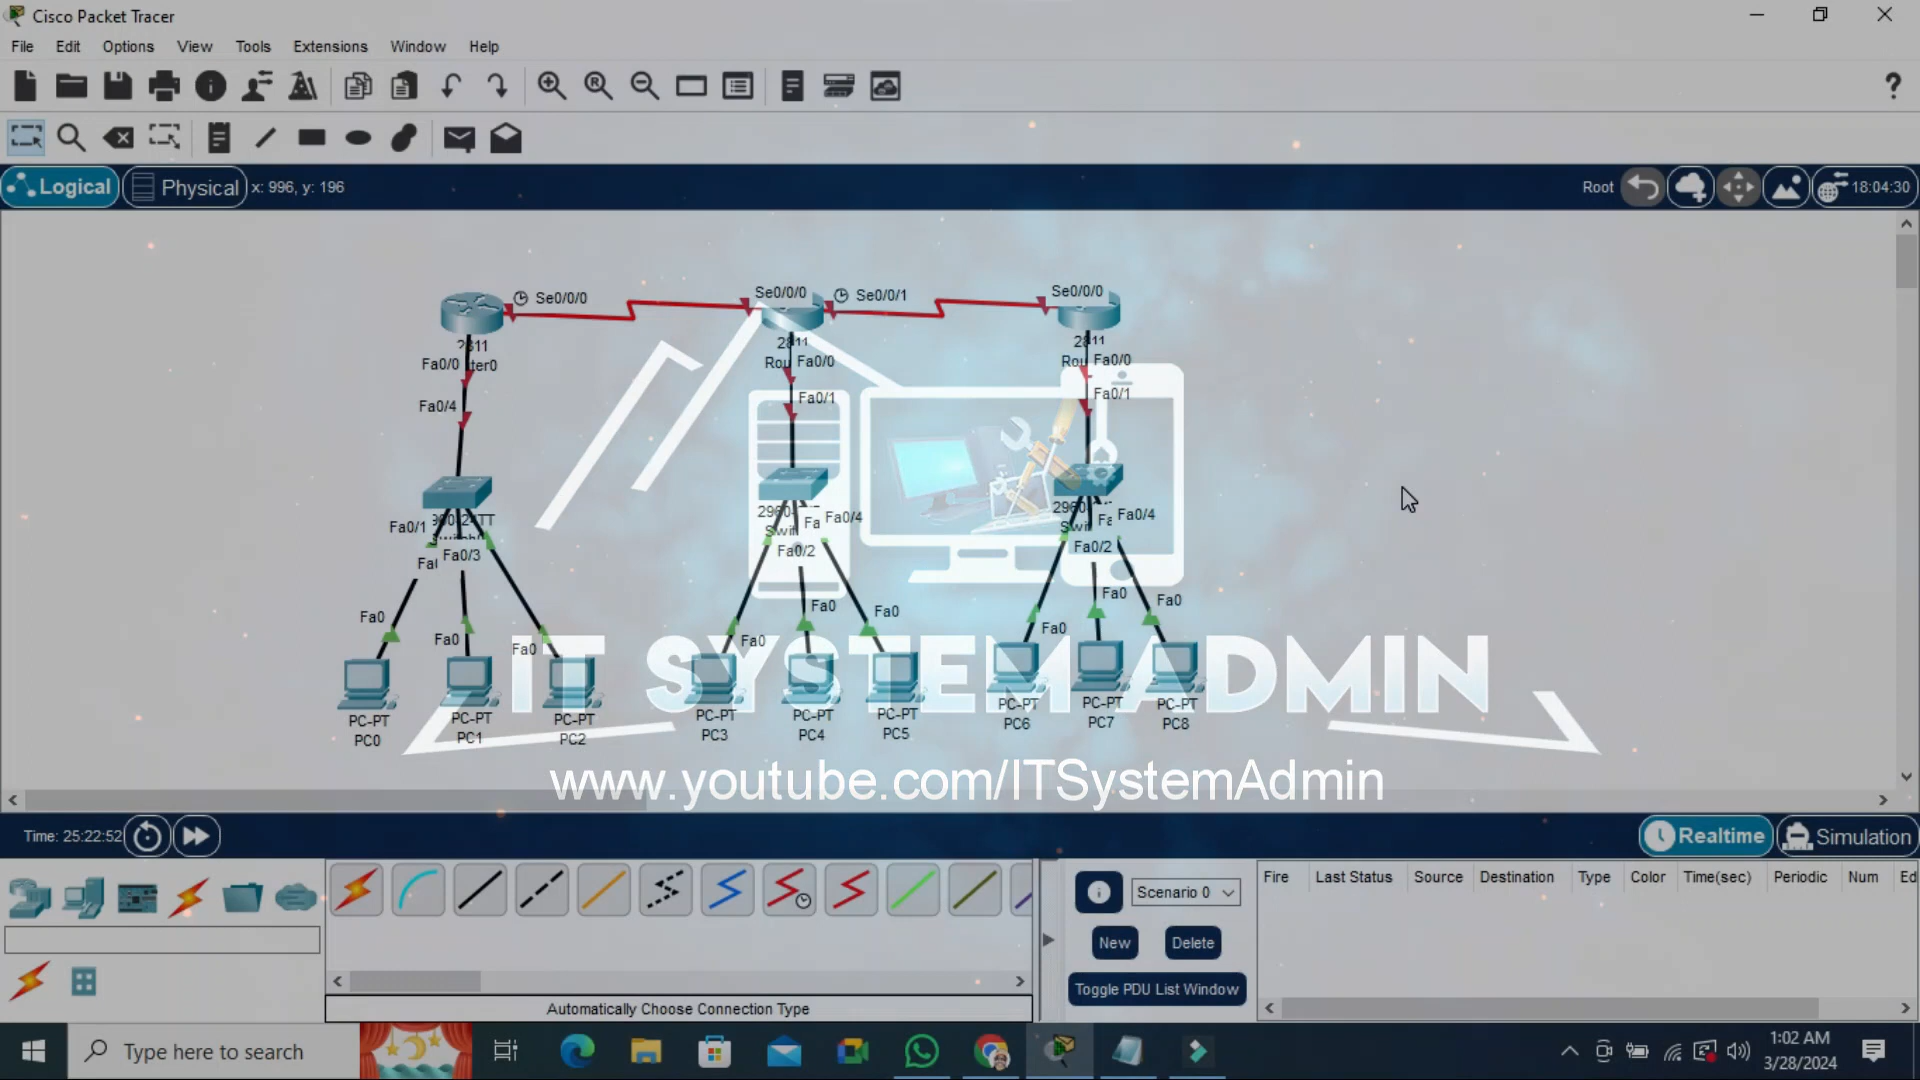 Cisco Packet Tracer
File Edit Options View Tools Extensions Window Help
Logical Physical x: 996, y: 196 Root 18:04:30
Se0/0/0 Se0/0/0 Se0/0/1 Se0/0/0
2811 2811
Fa0/0 Fa0/0 Fa0/0
Fa0/4 Fa0/1 Fa0/1
Fa0/1 Fa0/4 Fa0/4
Fa0/3 Fa0/2 Fa0/2
Fa0 Fa0 Fa0 Fa0 Fa0 Fa0 Fa0 Fa0 Fa0
IT SYSTEM ADMIN
PC-PT PC-PT PC-PT PC-PT PC-PT PC-PT PC-PT PC-PT PC-PT
PC0 PC1 PC2 PC3 PC4 PC5 PC6 PC7 PC8
www.youtube.com/ITSystemAdmin
Time: 25:22:52 Realtime Simulation
Scenario 0 Fire Last Status Source Destination Type Color Time(sec) Periodic Num Ed
New Delete
Toggle PDU List Window
Automatically Choose Connection Type
Type here to search
1:02 AM
3/28/2024